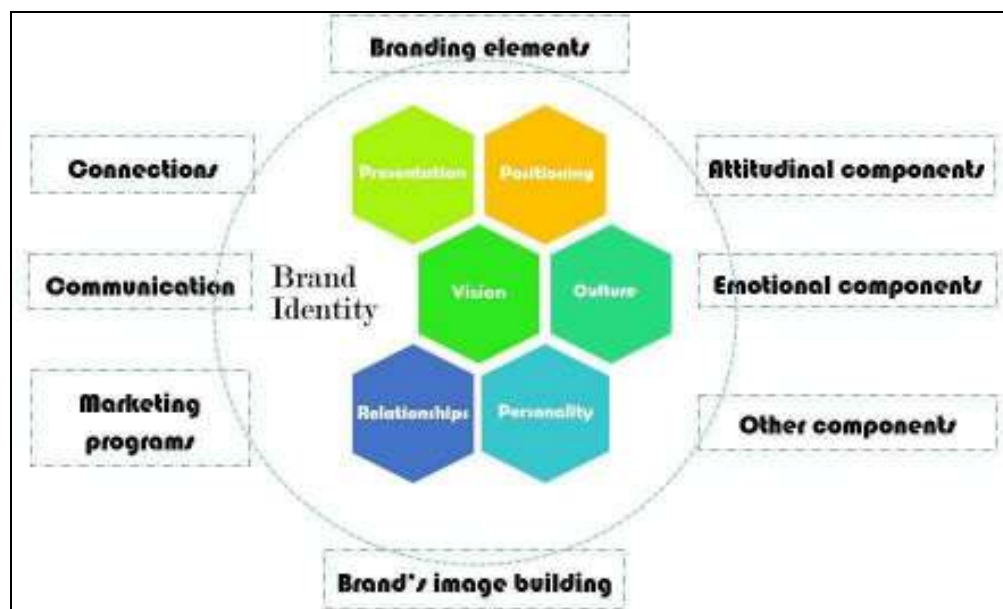 Branding elements
Connections
Presentation
Positioning
Attitudinal components
Communication
Brand
Identity
Vision
Culture
Emotional components
Marketing
programs
Relationships
Personality
Other components
Brand's image building